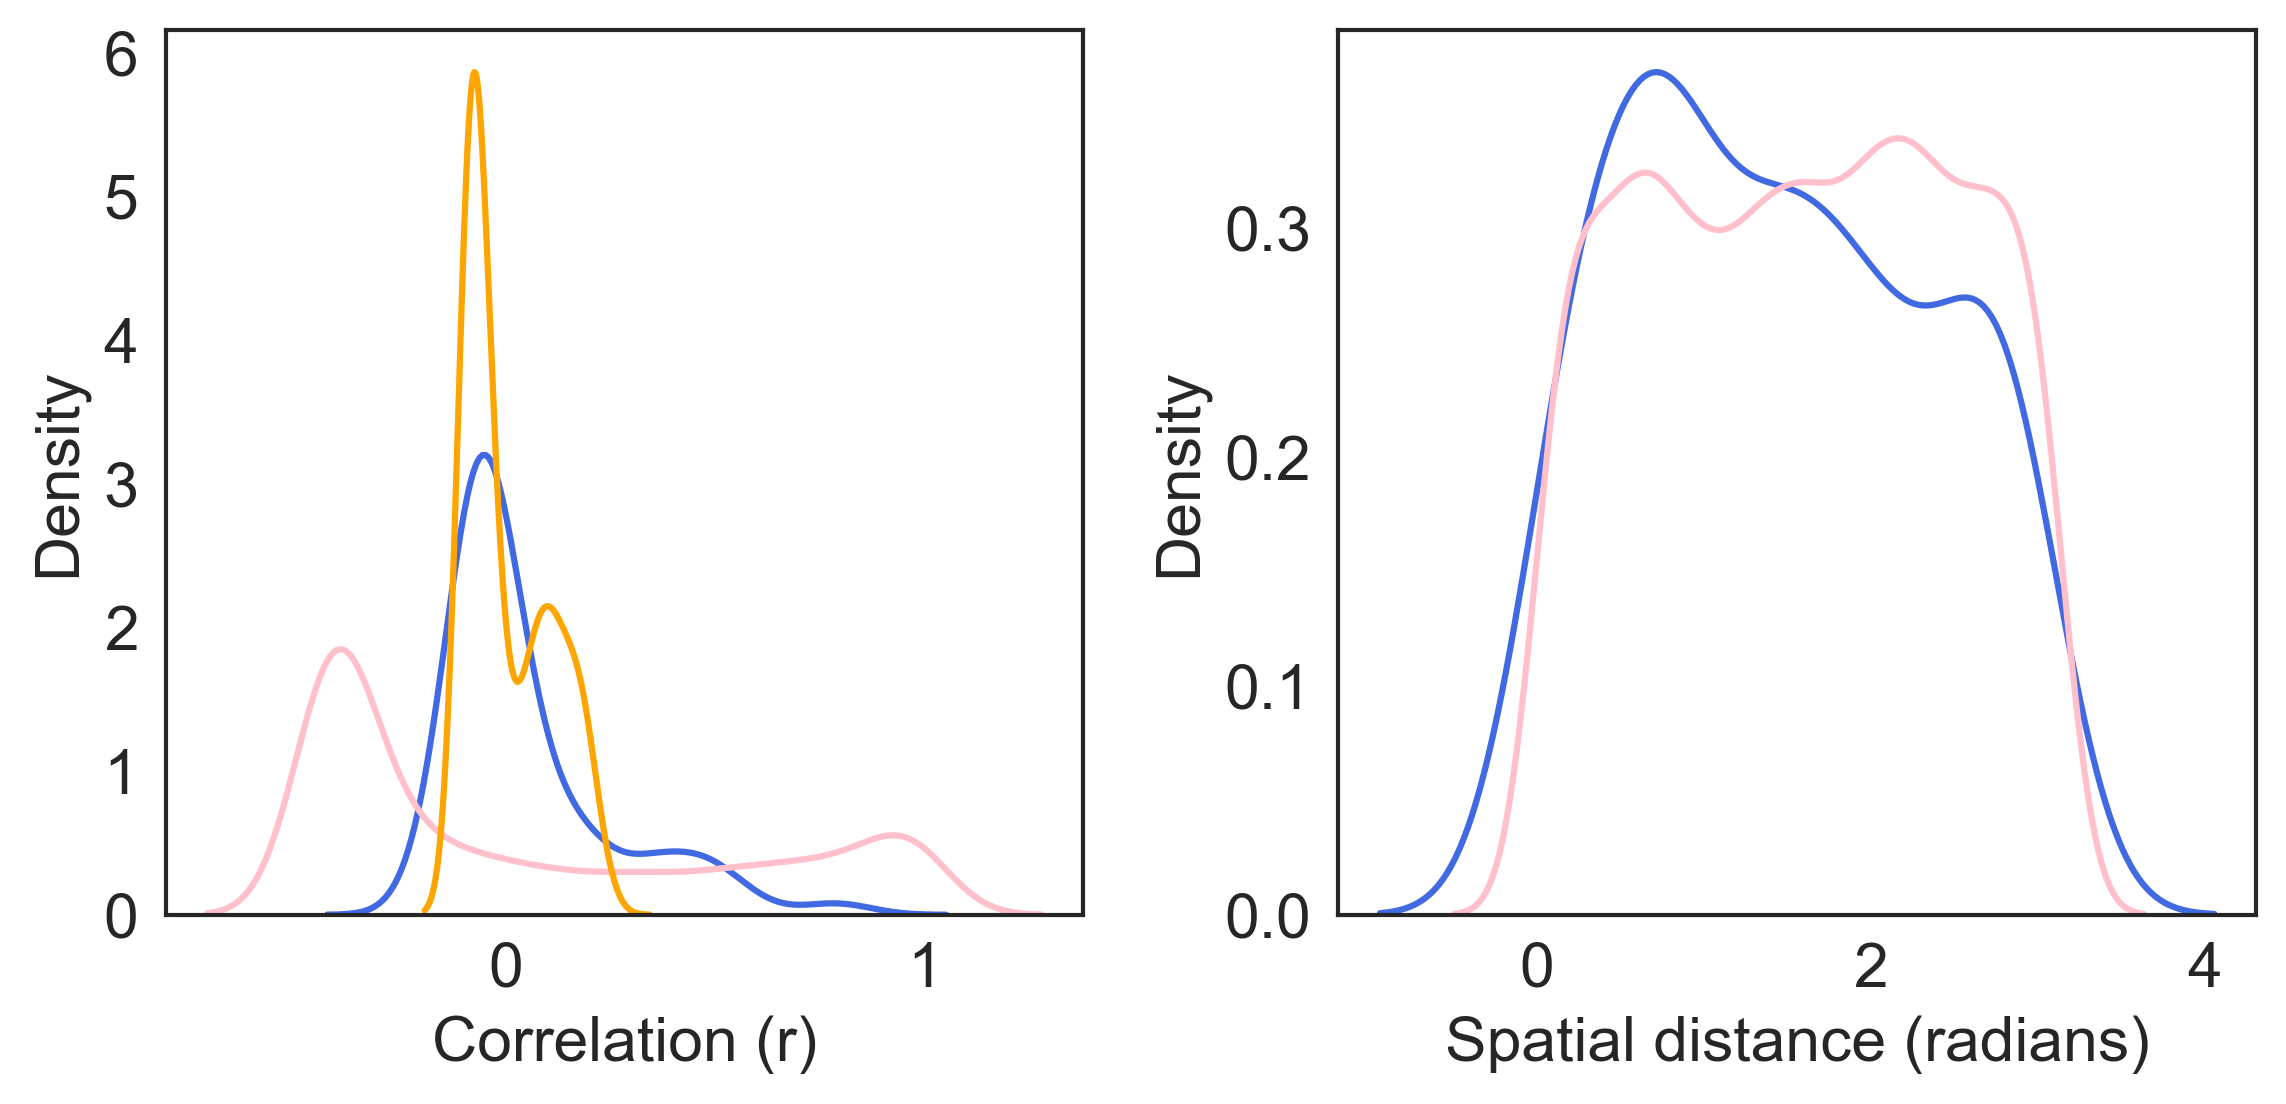 6
5
4
3
2
1
0
Density
0 1
Correlation (r)
0.3
0.2
0.1
0.0
Density
0 2 4
Spatial distance (radians)